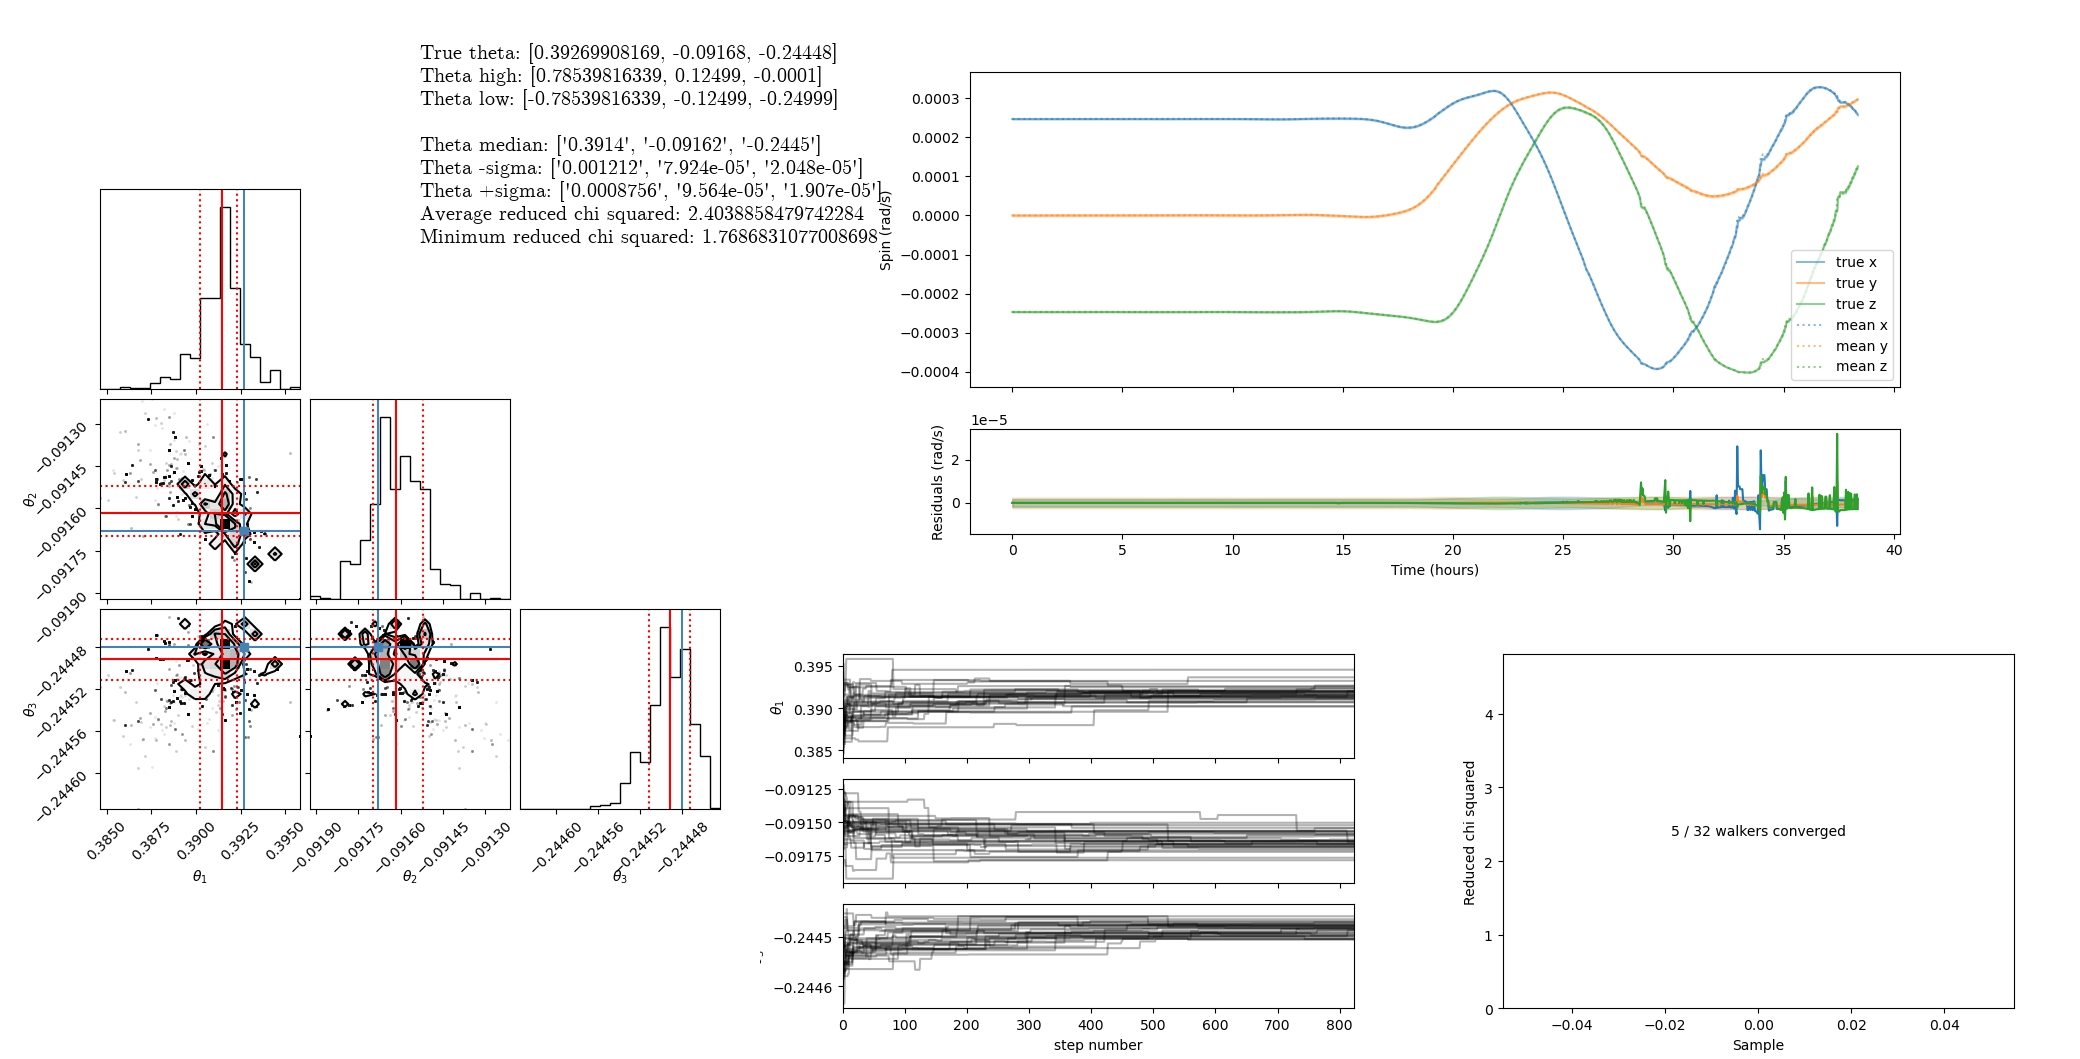 True theta: [0.39269908169, -0.09168, -0.24448]
Theta high: [0.78539816339, 0.12499, -0.0001]
Theta low: [-0.78539816339, -0.12499, -0.24999]
Theta median: ['0.3914', '-0.09162', '-0.2445']
Theta -sigma: ['0.001212', '7.924e-05', '2.048e-05']
Theta +sigma: ['0.0008756', '9.564e-05', '1.907e-05']
Average reduced chi squared: 2.4038858479742284
Minimum reduced chi squared: 1.7686831077008698
Spin (rad/s)
0.0003
0.0002
0.0001
0.0000
−0.0001
−0.0002
−0.0003
−0.0004
true x
true y
true z
mean x
mean y
mean z
1e−5
Residuals (rad/s)
2
0
0 5 10 15 20 25 30 35 40
Time (hours)
θ2
−0.09130
−0.09145
−0.09160
−0.09175
−0.09190
θ3
−0.24448
−0.24452
−0.24456
−0.24460
0.3850 0.3875 0.3900 0.3925 0.3950
θ1
−0.09190 −0.09175 −0.09160 −0.09145 −0.09130
θ2
−0.24460 −0.24456 −0.24452 −0.24448
θ3
θ1
0.395
0.390
0.385
−0.09125
−0.09150
−0.09175
−0.2445
−0.2446
0 100 200 300 400 500 600 700 800
step number
Reduced chi squared
4
3
2
1
0
5 / 32 walkers converged
−0.04 −0.02 0.00 0.02 0.04
Sample